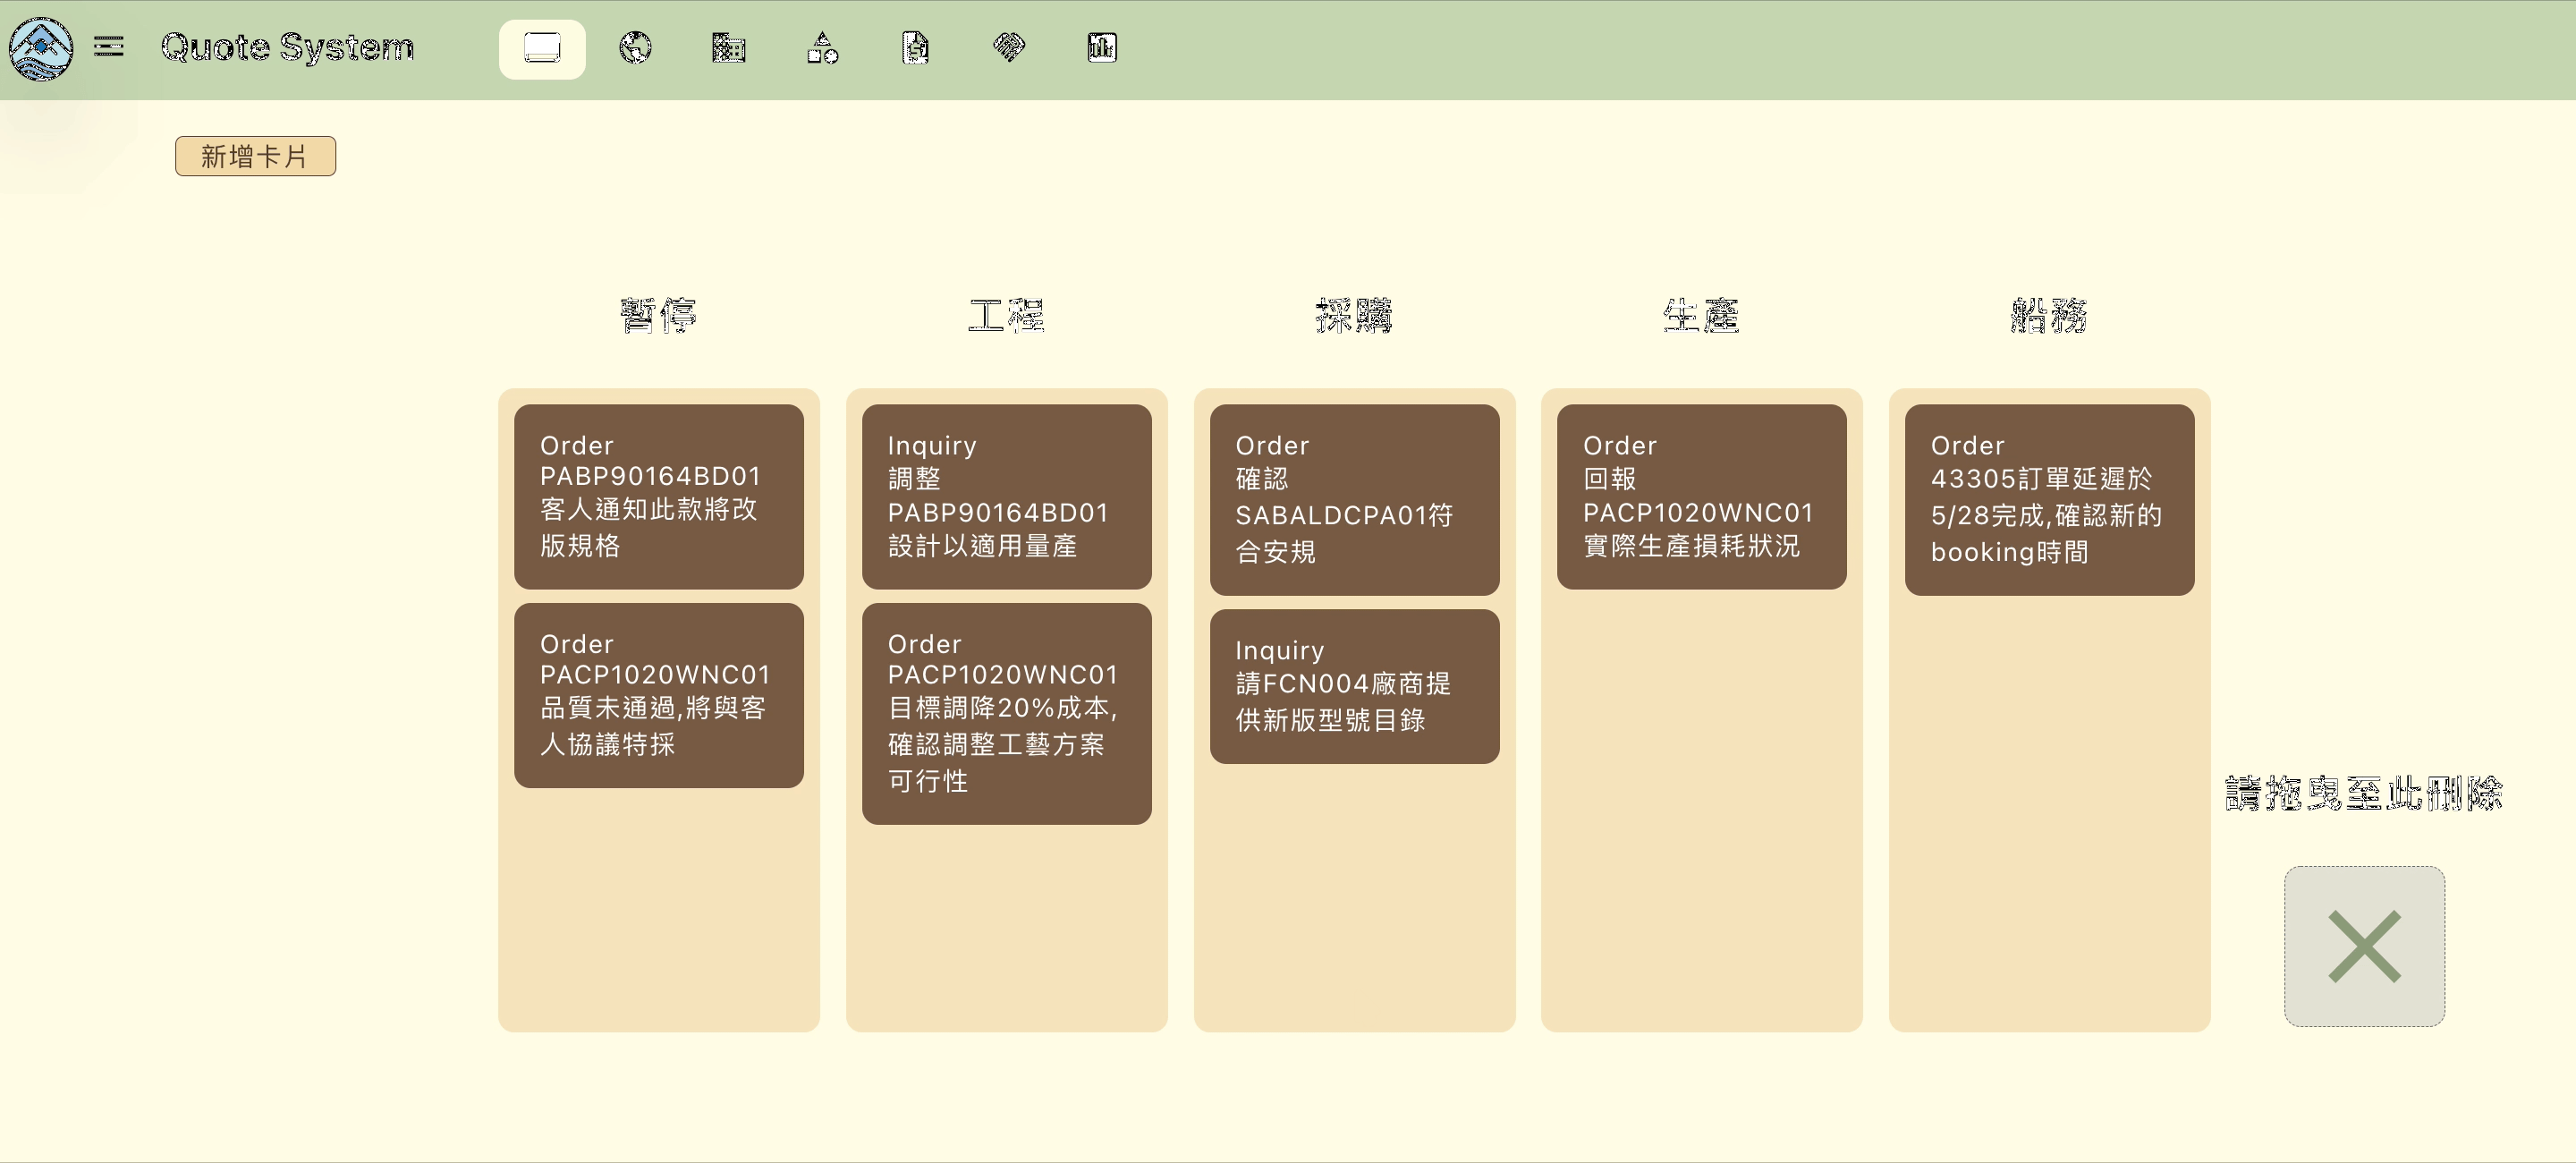 Quote System
新增卡片
暫停
工程
採購
生產
船務
Order
PABP90164BD01
客人通知此款將改
版規格
Order
PACP1020WNC01
品質未通過,將與客
人協議特採
Inquiry
調整
PABP90164BD01
設計以適用量產
Order
PACP1020WNC01
目標調降20%成本,
確認調整工藝方案
可行性
Order
確認
SABALDCPA01符
合安規
Inquiry
請FCN004廠商提
供新版型號目錄
Order
回報
PACP1020WNC01
實際生產損耗狀況
Order
43305訂單延遲於
5/28完成,確認新的
booking時間
請拖曳至此刪除